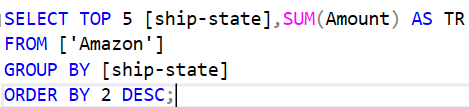 SELECT TOP 5 [ship-state],SUM(Amount) AS TR
FROM ['Amazon']
GROUP BY [ship-state]
ORDER BY 2 DESC;